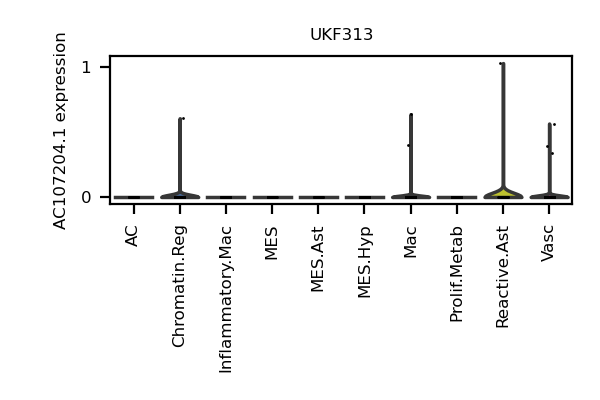 UKF313
AC107204.1 expression
1
0
AC
Chromatin.Reg
Inflammatory.Mac
MES
MES.Ast
MES.Hyp
Mac
Prolif.Metab
Reactive.Ast
Vasc